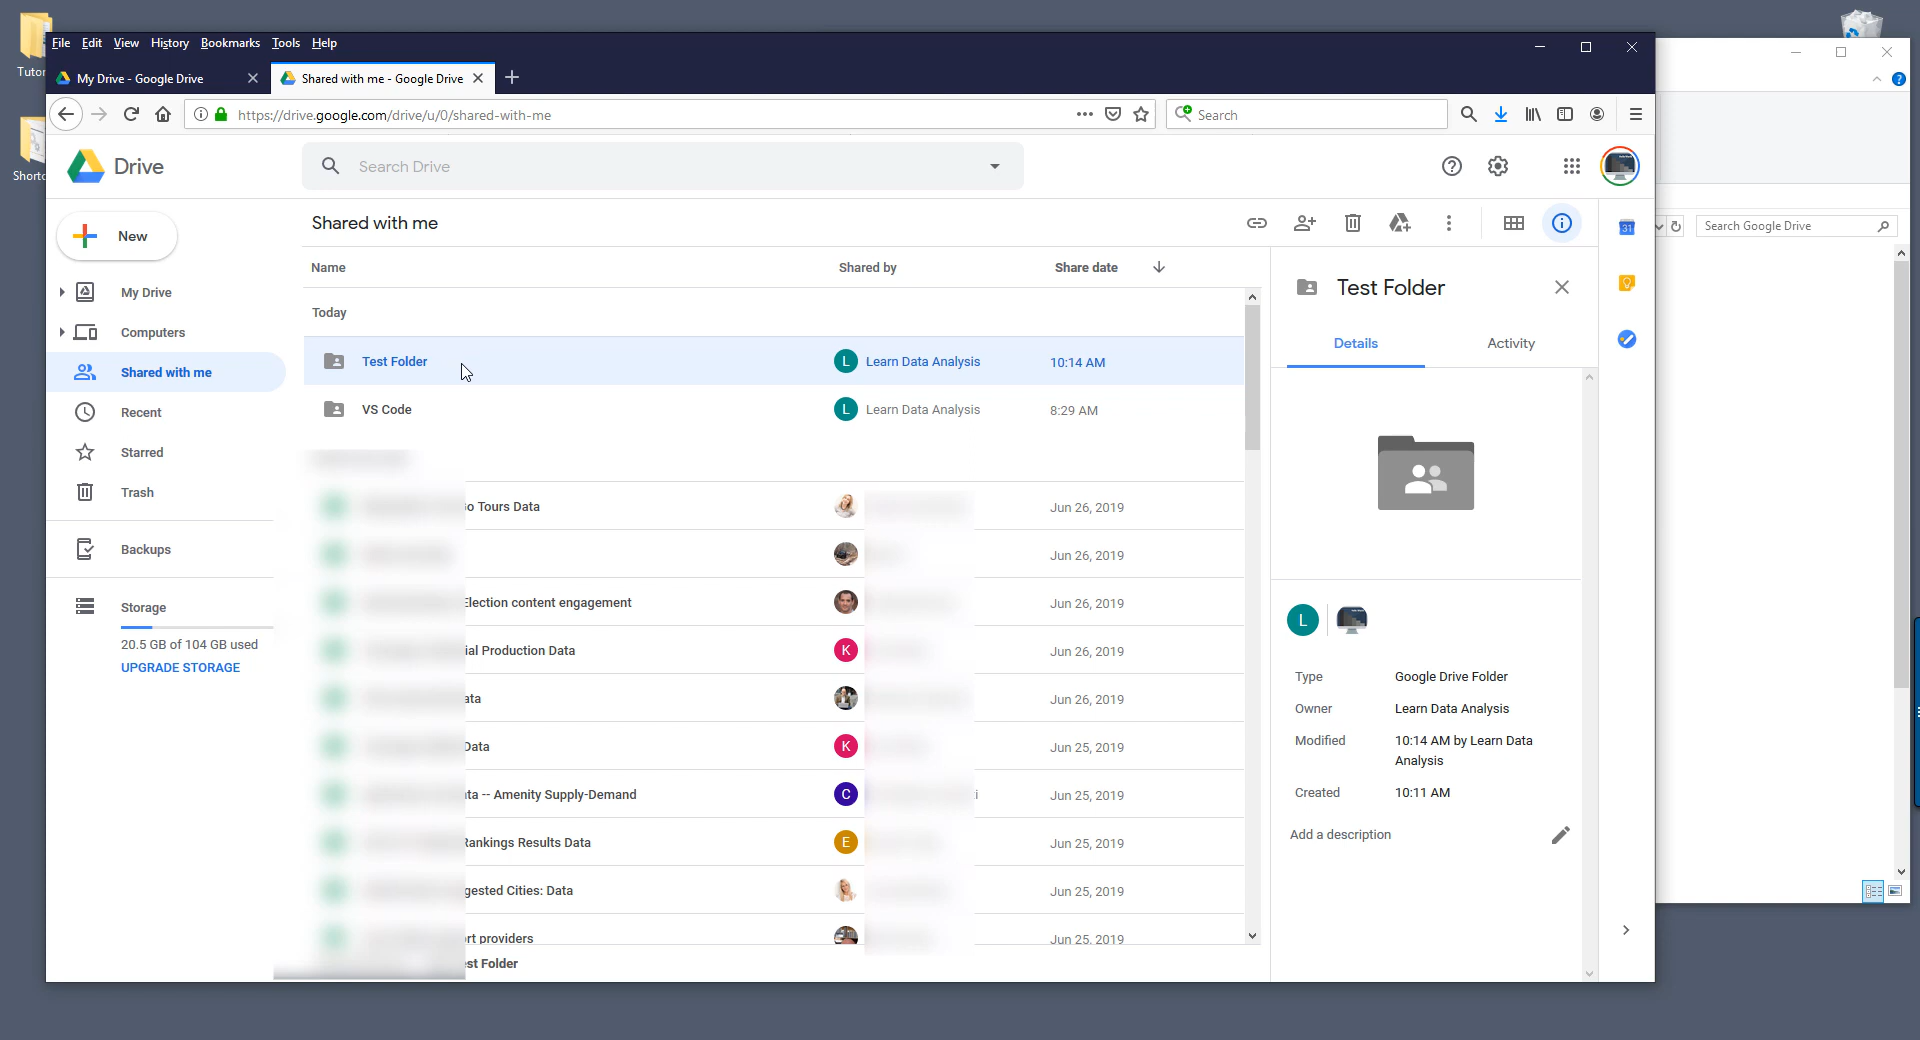 Tutor
Shortc
File Edit View History Bookmarks Tools Help
My Drive - Google Drive
Shared with me - Google Drive
https://drive.google.com/drive/u/0/shared-with-me
Search
Drive
Search Drive
Search Google Drive
New
My Drive
Computers
Shared with me
Recent
Starred
Trash
Backups
Storage
20.5 GB of 104 GB used
UPGRADE STORAGE
Shared with me
Name Shared by Share date
Today
Test Folder L Learn Data Analysis 10:14 AM
VS Code L Learn Data Analysis 8:29 AM
o Tours Data Jun 26, 2019
Jun 26, 2019
Election content engagement Jun 26, 2019
ial Production Data K Jun 26, 2019
ata Jun 26, 2019
Data K Jun 25, 2019
ta -- Amenity Supply-Demand C i Jun 25, 2019
Rankings Results Data E Jun 25, 2019
gested Cities: Data Jun 25, 2019
rt providers Jun 25, 2019
est Folder
Test Folder
Details Activity
L
Type Google Drive Folder
Owner Learn Data Analysis
Modified 10:14 AM by Learn Data
Analysis
Created 10:11 AM
Add a description
31